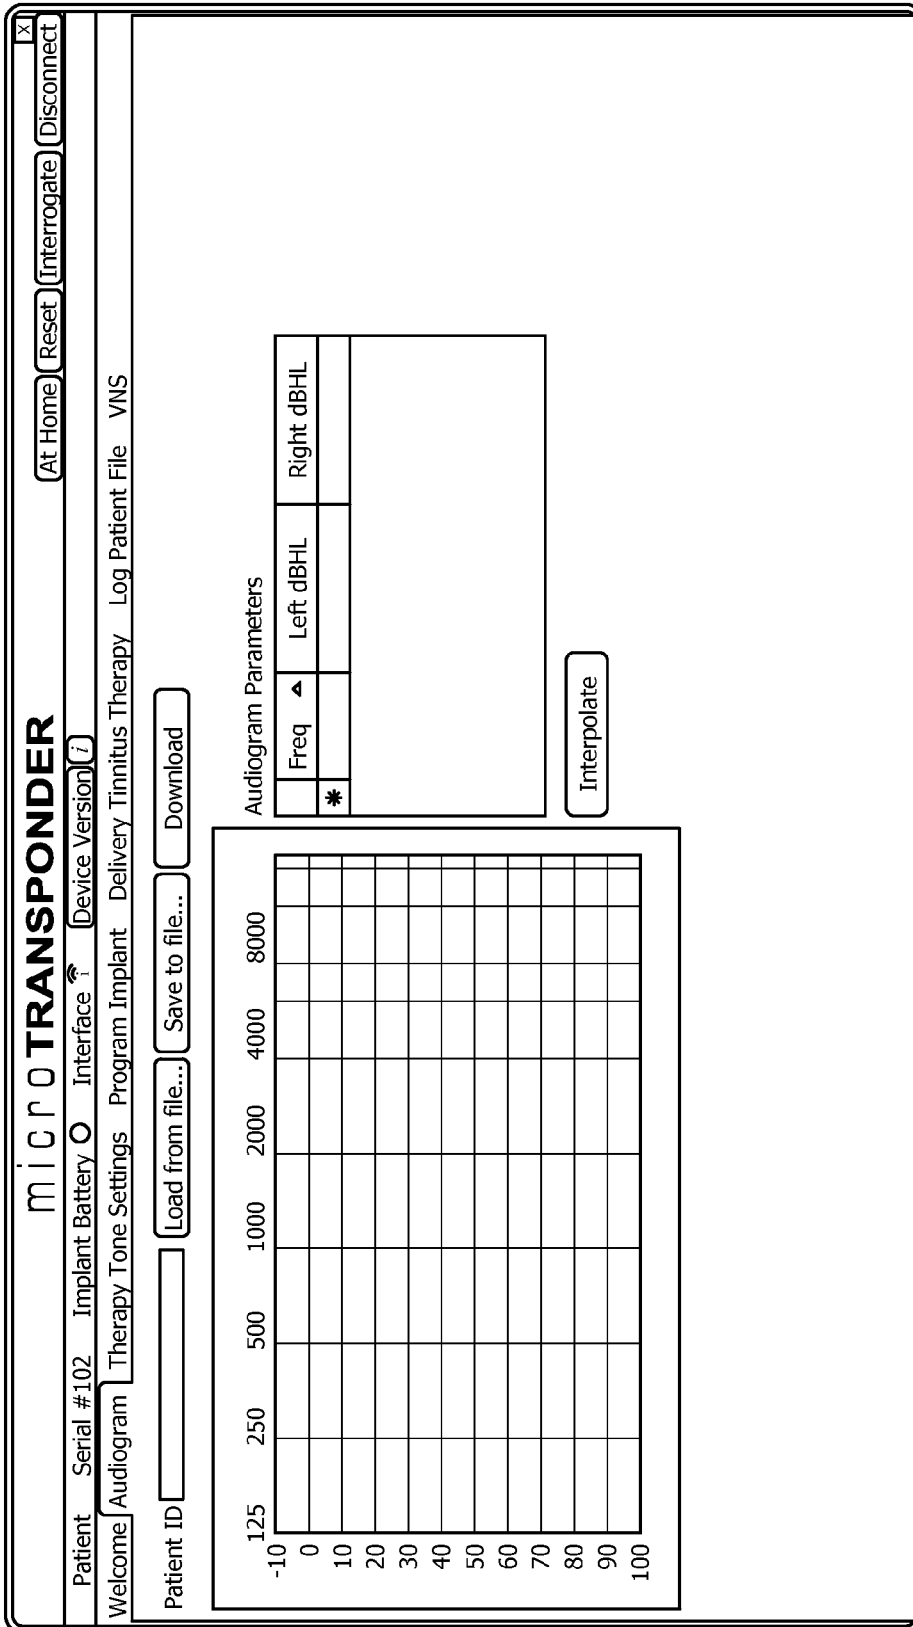 X
microTRANSPONDER
At Home Reset Interrogate Disconnect
Patient Serial #102 Implant Battery Interface i Device Version i
Welcome Audiogram Therapy Tone Settings Program Implant Delivery Tinnitus Therapy Log Patient File VNS
Patient ID Load from file... Save to file... Download
Audiogram Parameters
125 250 500 1000 2000 4000 8000
Freq Left dBHL Right dBHL
*
-10
0
10
20
30
40
50
60
70
80
90
100
Interpolate